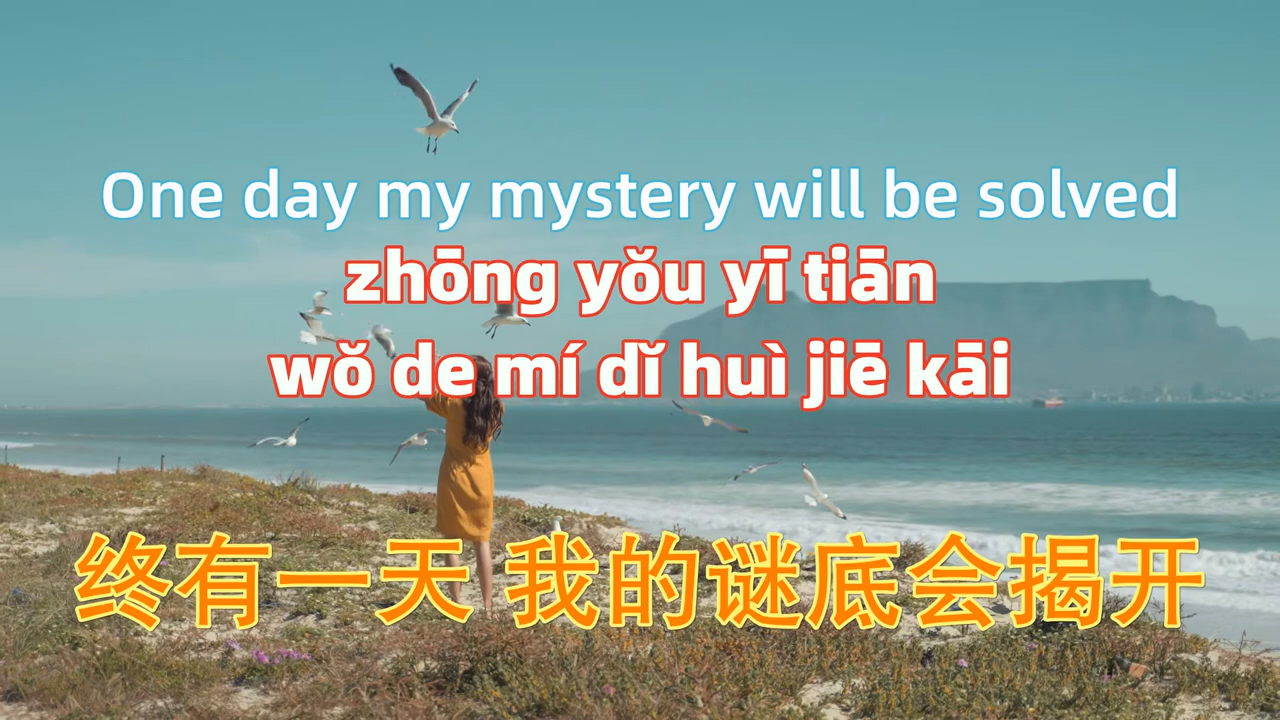 One day my mystery will be solved
zhōng yǒu yī tiān
wǒ de mí dǐ huì jiē kāi
终有一天 我的谜底会揭开